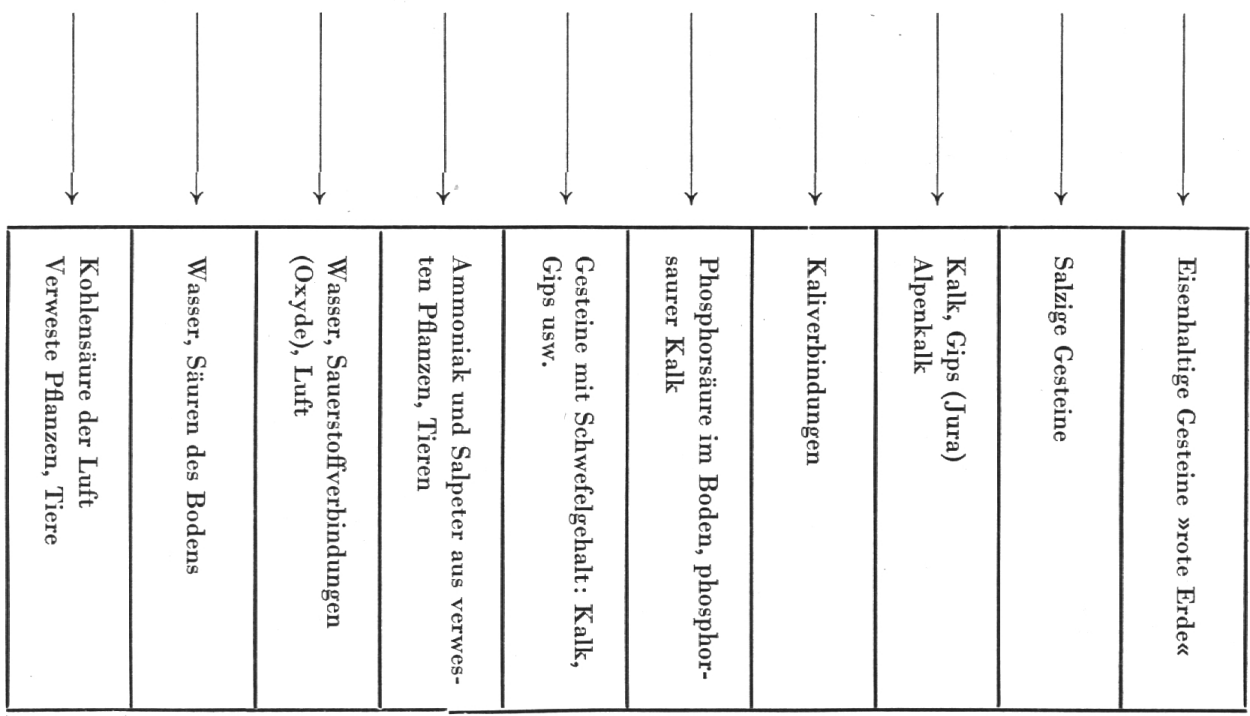 Eisenhaltige Gesteine »rote Erde«
Salzige Gesteine
Kalk, Gips (Jura)
Alpenkalk
Kaliverbindungen
Phosphorsäure im Boden, phosphor-
saurer Kalk
Gesteine mit Schwefelgehalt: Kalk,
Gips usw.
Ammoniak und Salpeter aus verwes-
ten Pflanzen, Tieren
Wasser, Sauerstoffverbindungen
(Oxyde), Luft
Wasser, Säuren des Bodens
Kohlensäure der Luft
Verweste Pflanzen, Tiere